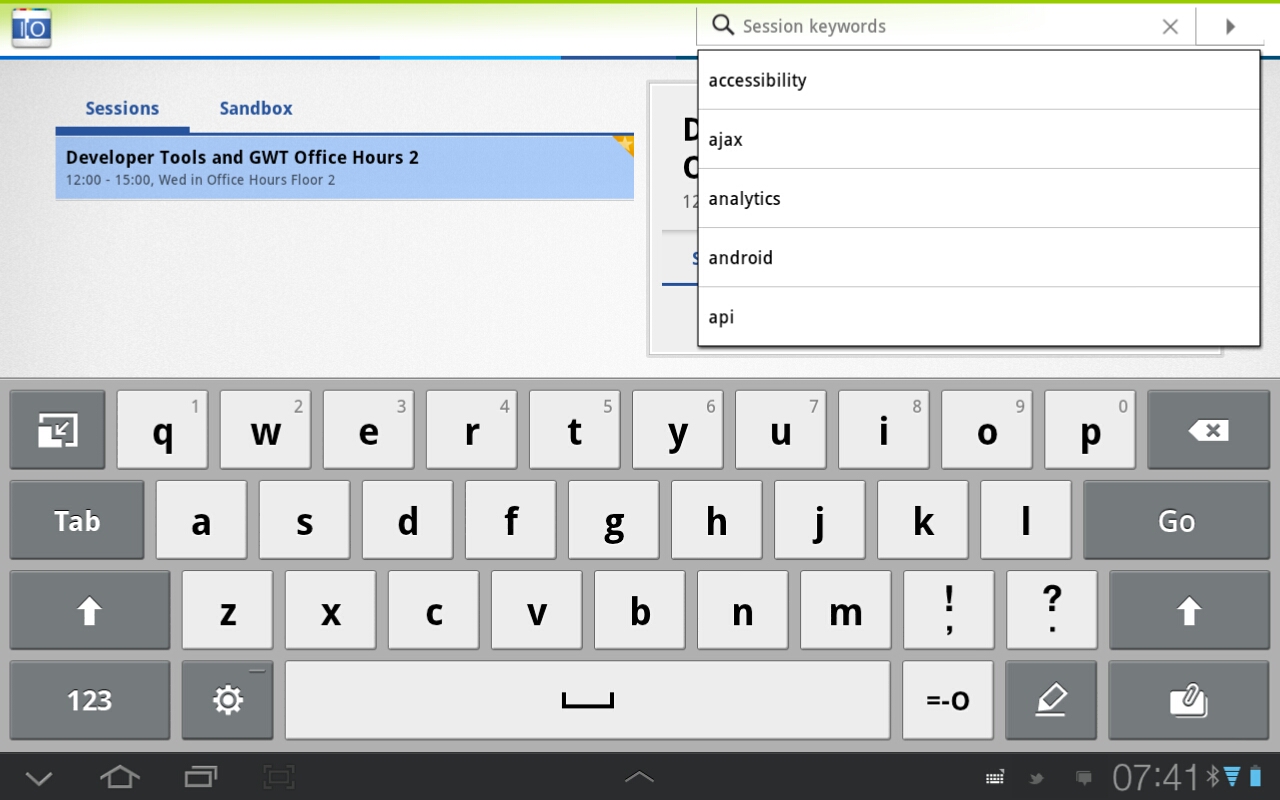 IO
Session keywords
accessibility
ajax
analytics
android
api
Sessions Sandbox
Developer Tools and GWT Office Hours 2
12:00 - 15:00, Wed in Office Hours Floor 2
D
O
12
S
q 1 w 2 e 3 r 4 t 5 y 6 u 7 i 8 o 9 p 0
Tab a s d f g h j k l Go
z x c v b n m ! , ? .
123 =-O
07:41